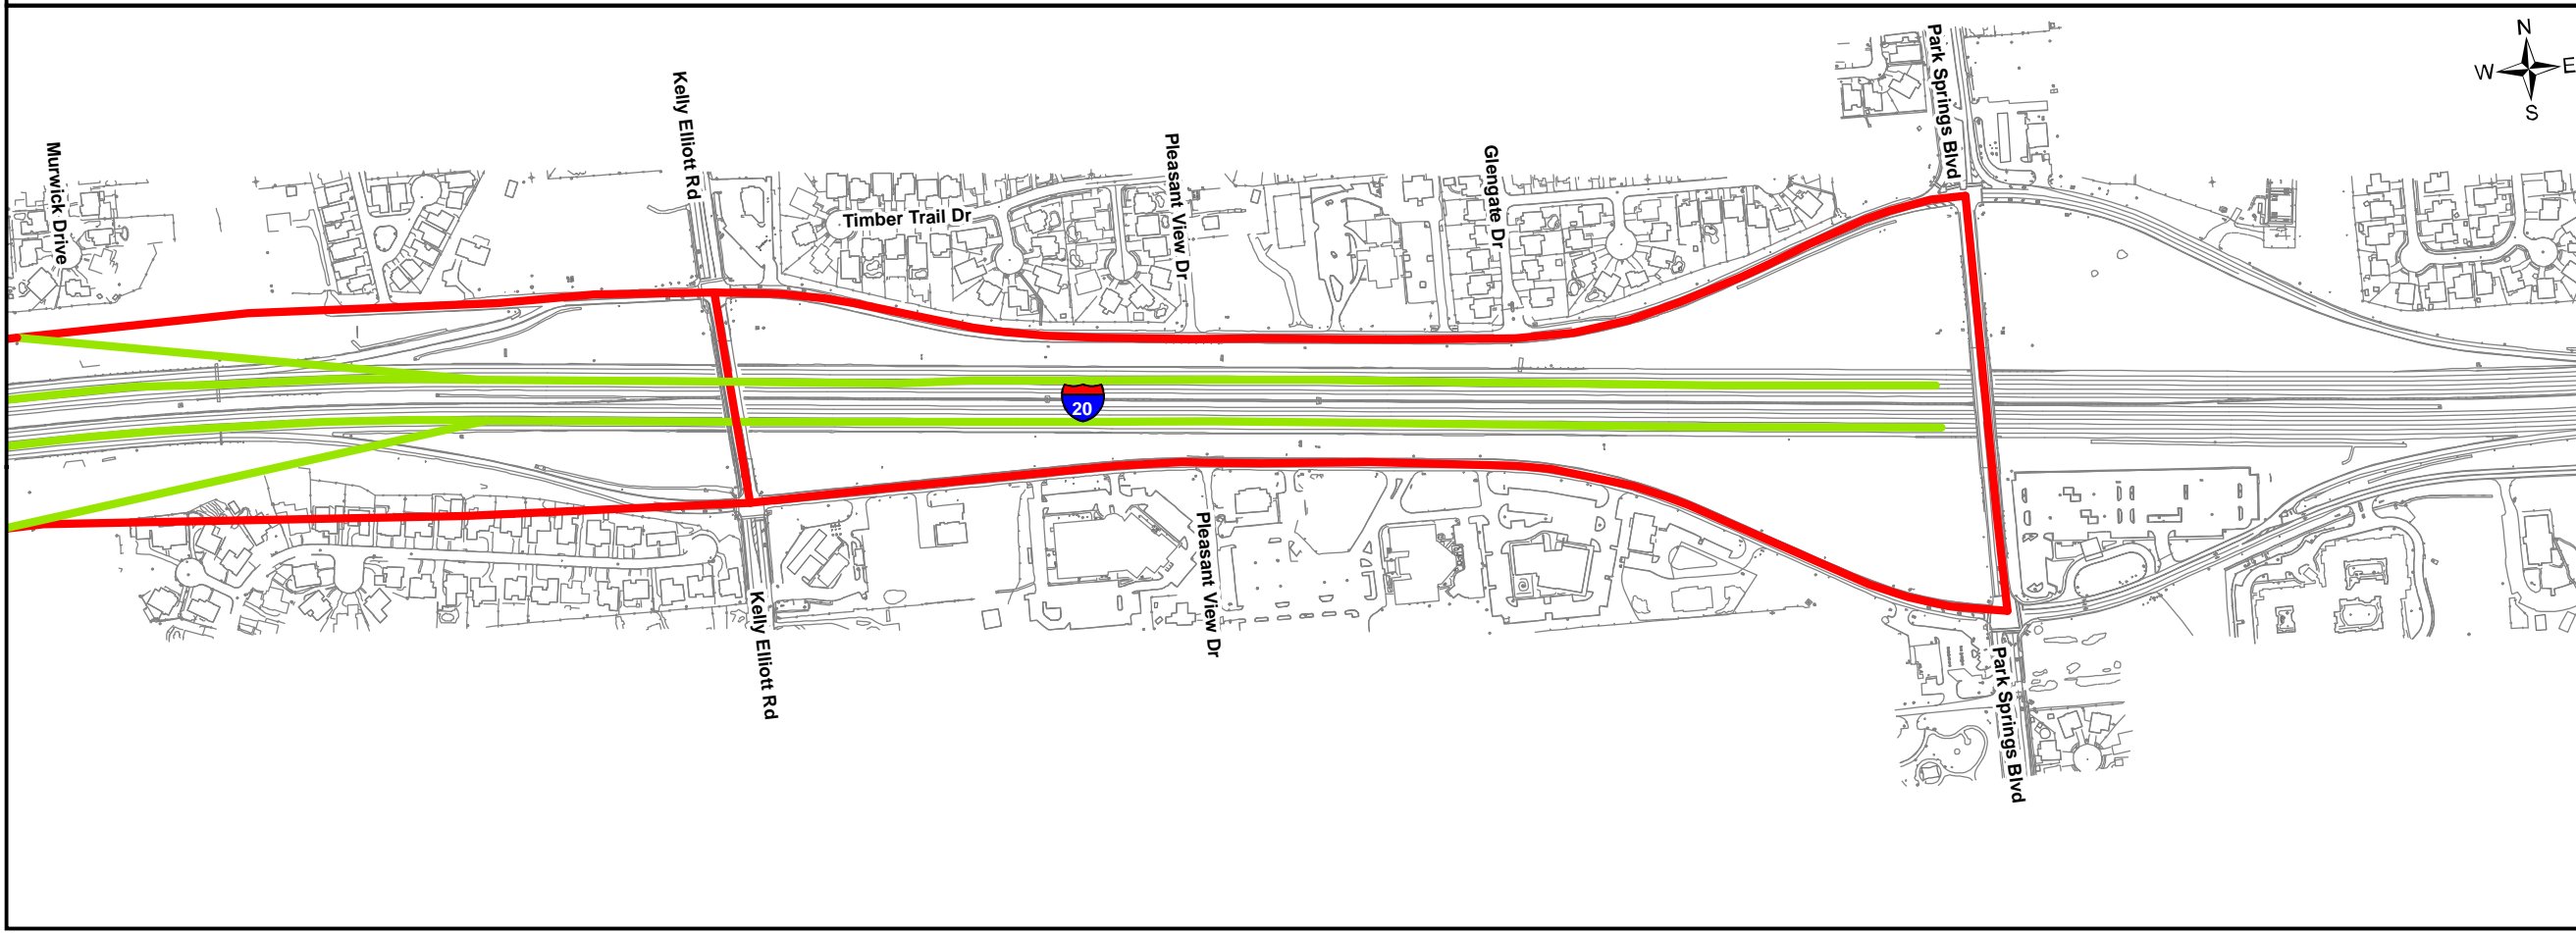 N
W
E
S
Park Springs Blvd
Kelly Elliott Rd
Murwick Drive
Pleasant View Dr
Glengate Dr
Timber Trail Dr
20
Pleasant View Dr
Kelly Elliott Rd
Park Springs Blvd